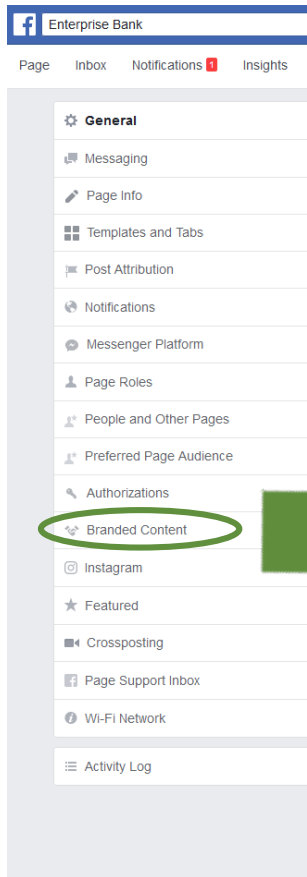 Enterprise Bank
Page Inbox Notifications 1 Insights
General
Messaging
Page Info
Templates and Tabs
Post Attribution
Notifications
Messenger Platform
Page Roles
People and Other Pages
Preferred Page Audience
Authorizations
Branded Content
Instagram
Featured
Crossposting
Page Support Inbox
Wi-Fi Network
Activity Log